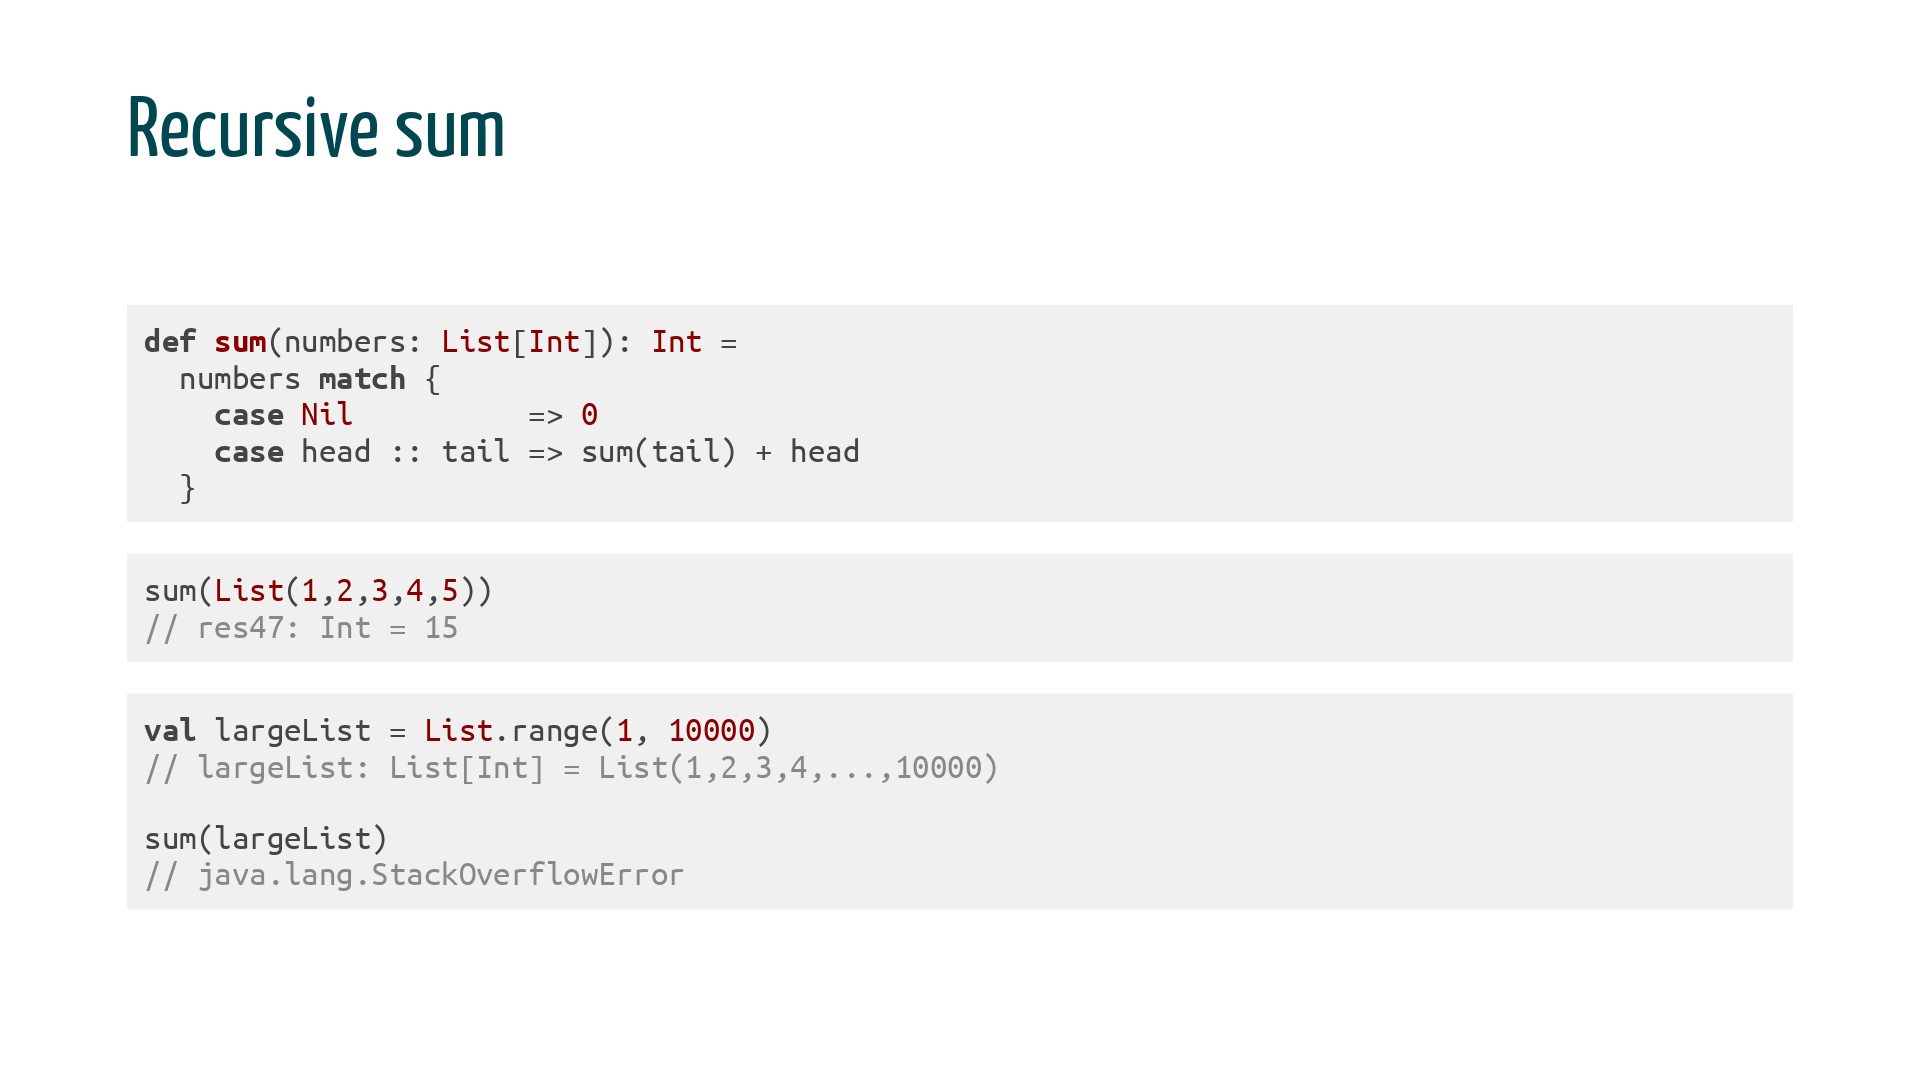 Recursive sum
def sum(numbers: List[Int]): Int =
  numbers match {
    case Nil          => 0
    case head :: tail => sum(tail) + head
  }
sum(List(1,2,3,4,5))
// res47: Int = 15
val largeList = List.range(1, 10000)
// largeList: List[Int] = List(1,2,3,4,...,10000)
sum(largeList)
// java.lang.StackOverflowError